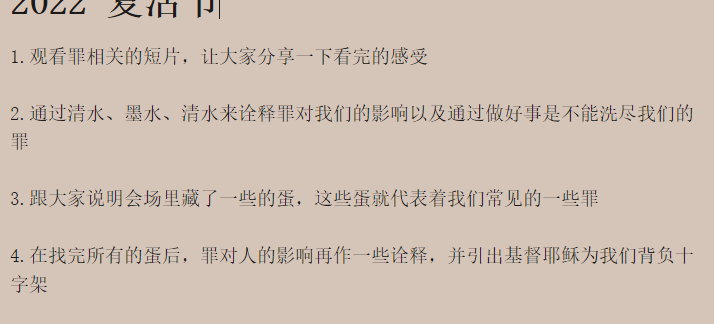 2022 复活节
1.观看罪相关的短片，让大家分享一下看完的感受
2.通过清水、墨水、清水来诠释罪对我们的影响以及通过做好事是不能洗尽我们的
罪
3.跟大家说明会场里藏了一些的蛋，这些蛋就代表着我们常见的一些罪
4.在找完所有的蛋后，罪对人的影响再作一些诠释，并引出基督耶稣为我们背负十
字架